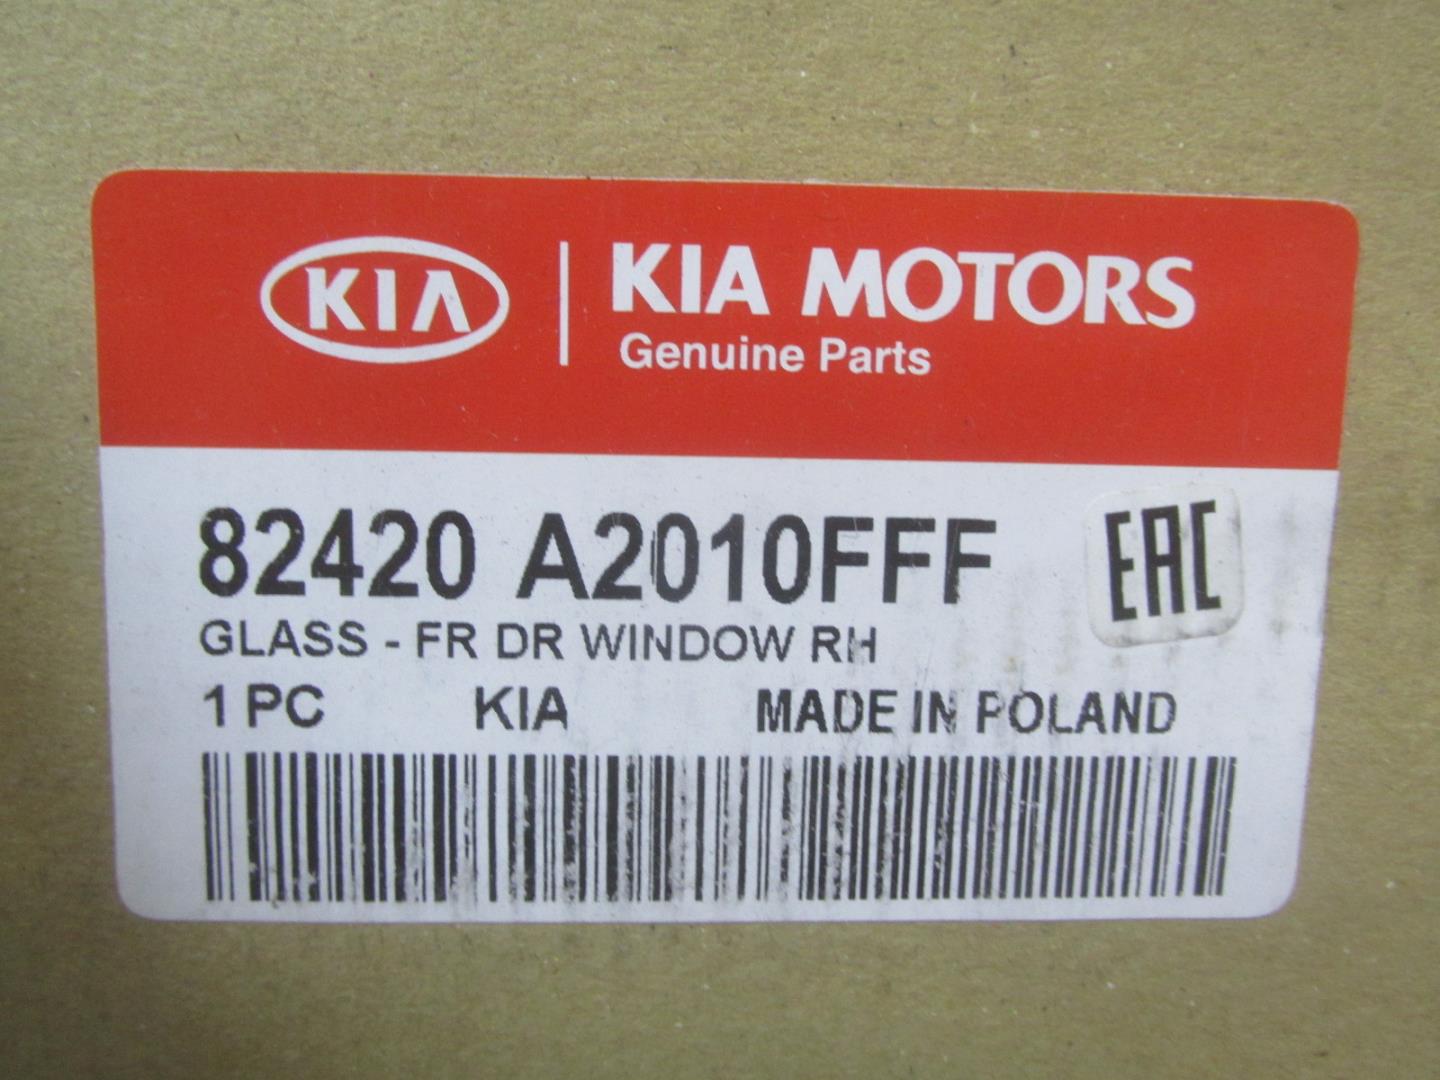 KIA
KIA MOTORS
Genuine Parts
82420 A2010FFF
EAC
GLASS - FR DR WINDOW RH
1 PC KIA MADE IN POLAND